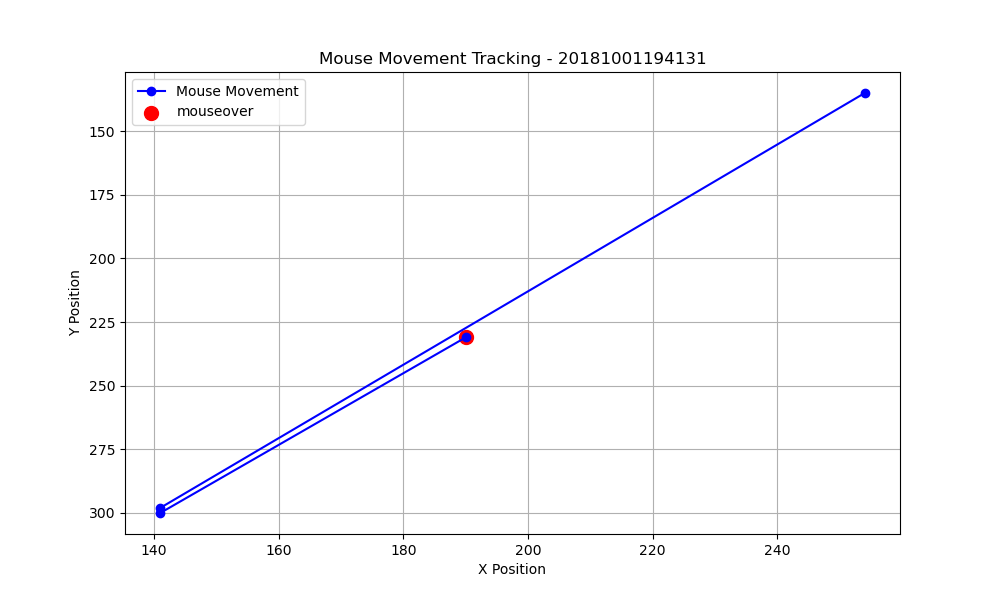 Mouse Movement Tracking - 20181001194131
Mouse Movement
mouseover
150
175
200
225
250
275
300
Y Position
140 160 180 200 220 240
X Position